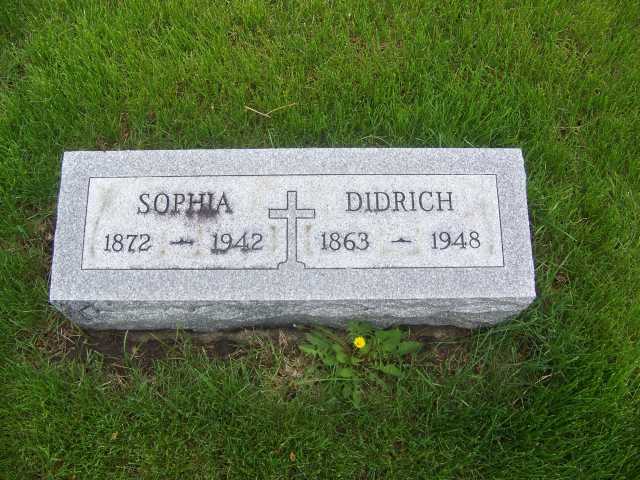 SOPHIA
1872 - 1942
DIDRICH
1863 - 1948